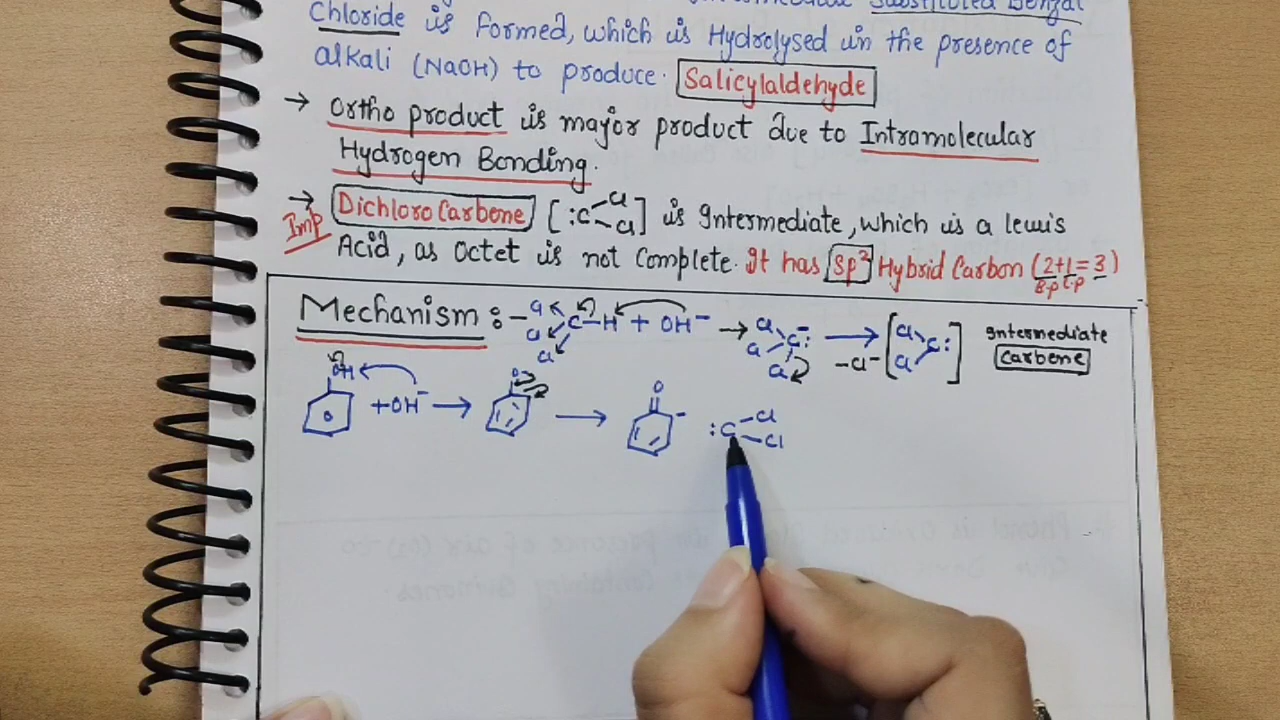 Substituted Benzal
Chloride is Formed, which is Hydrolysed in the presence of
alkali (NaOH) to produce. Salicylaldehyde
→ Ortho product is major product due to Intramolecular
Hydrogen Bonding.
→ Dichloro Carbene [:C Cl Cl] is Intermediate, which is a lewis
Imp
Acid, as Octet is not Complete. It has Sp² Hybrid Carbon (2+1=3)
B.p L.p
Mechanism :- Cl Cl Cl C-H + OH⁻ → Cl Cl Cl C:⁻ → -Cl⁻ [Cl Cl C:] Intermediate
Carbene
OH +OH⁻ → O → O - :C Cl Cl